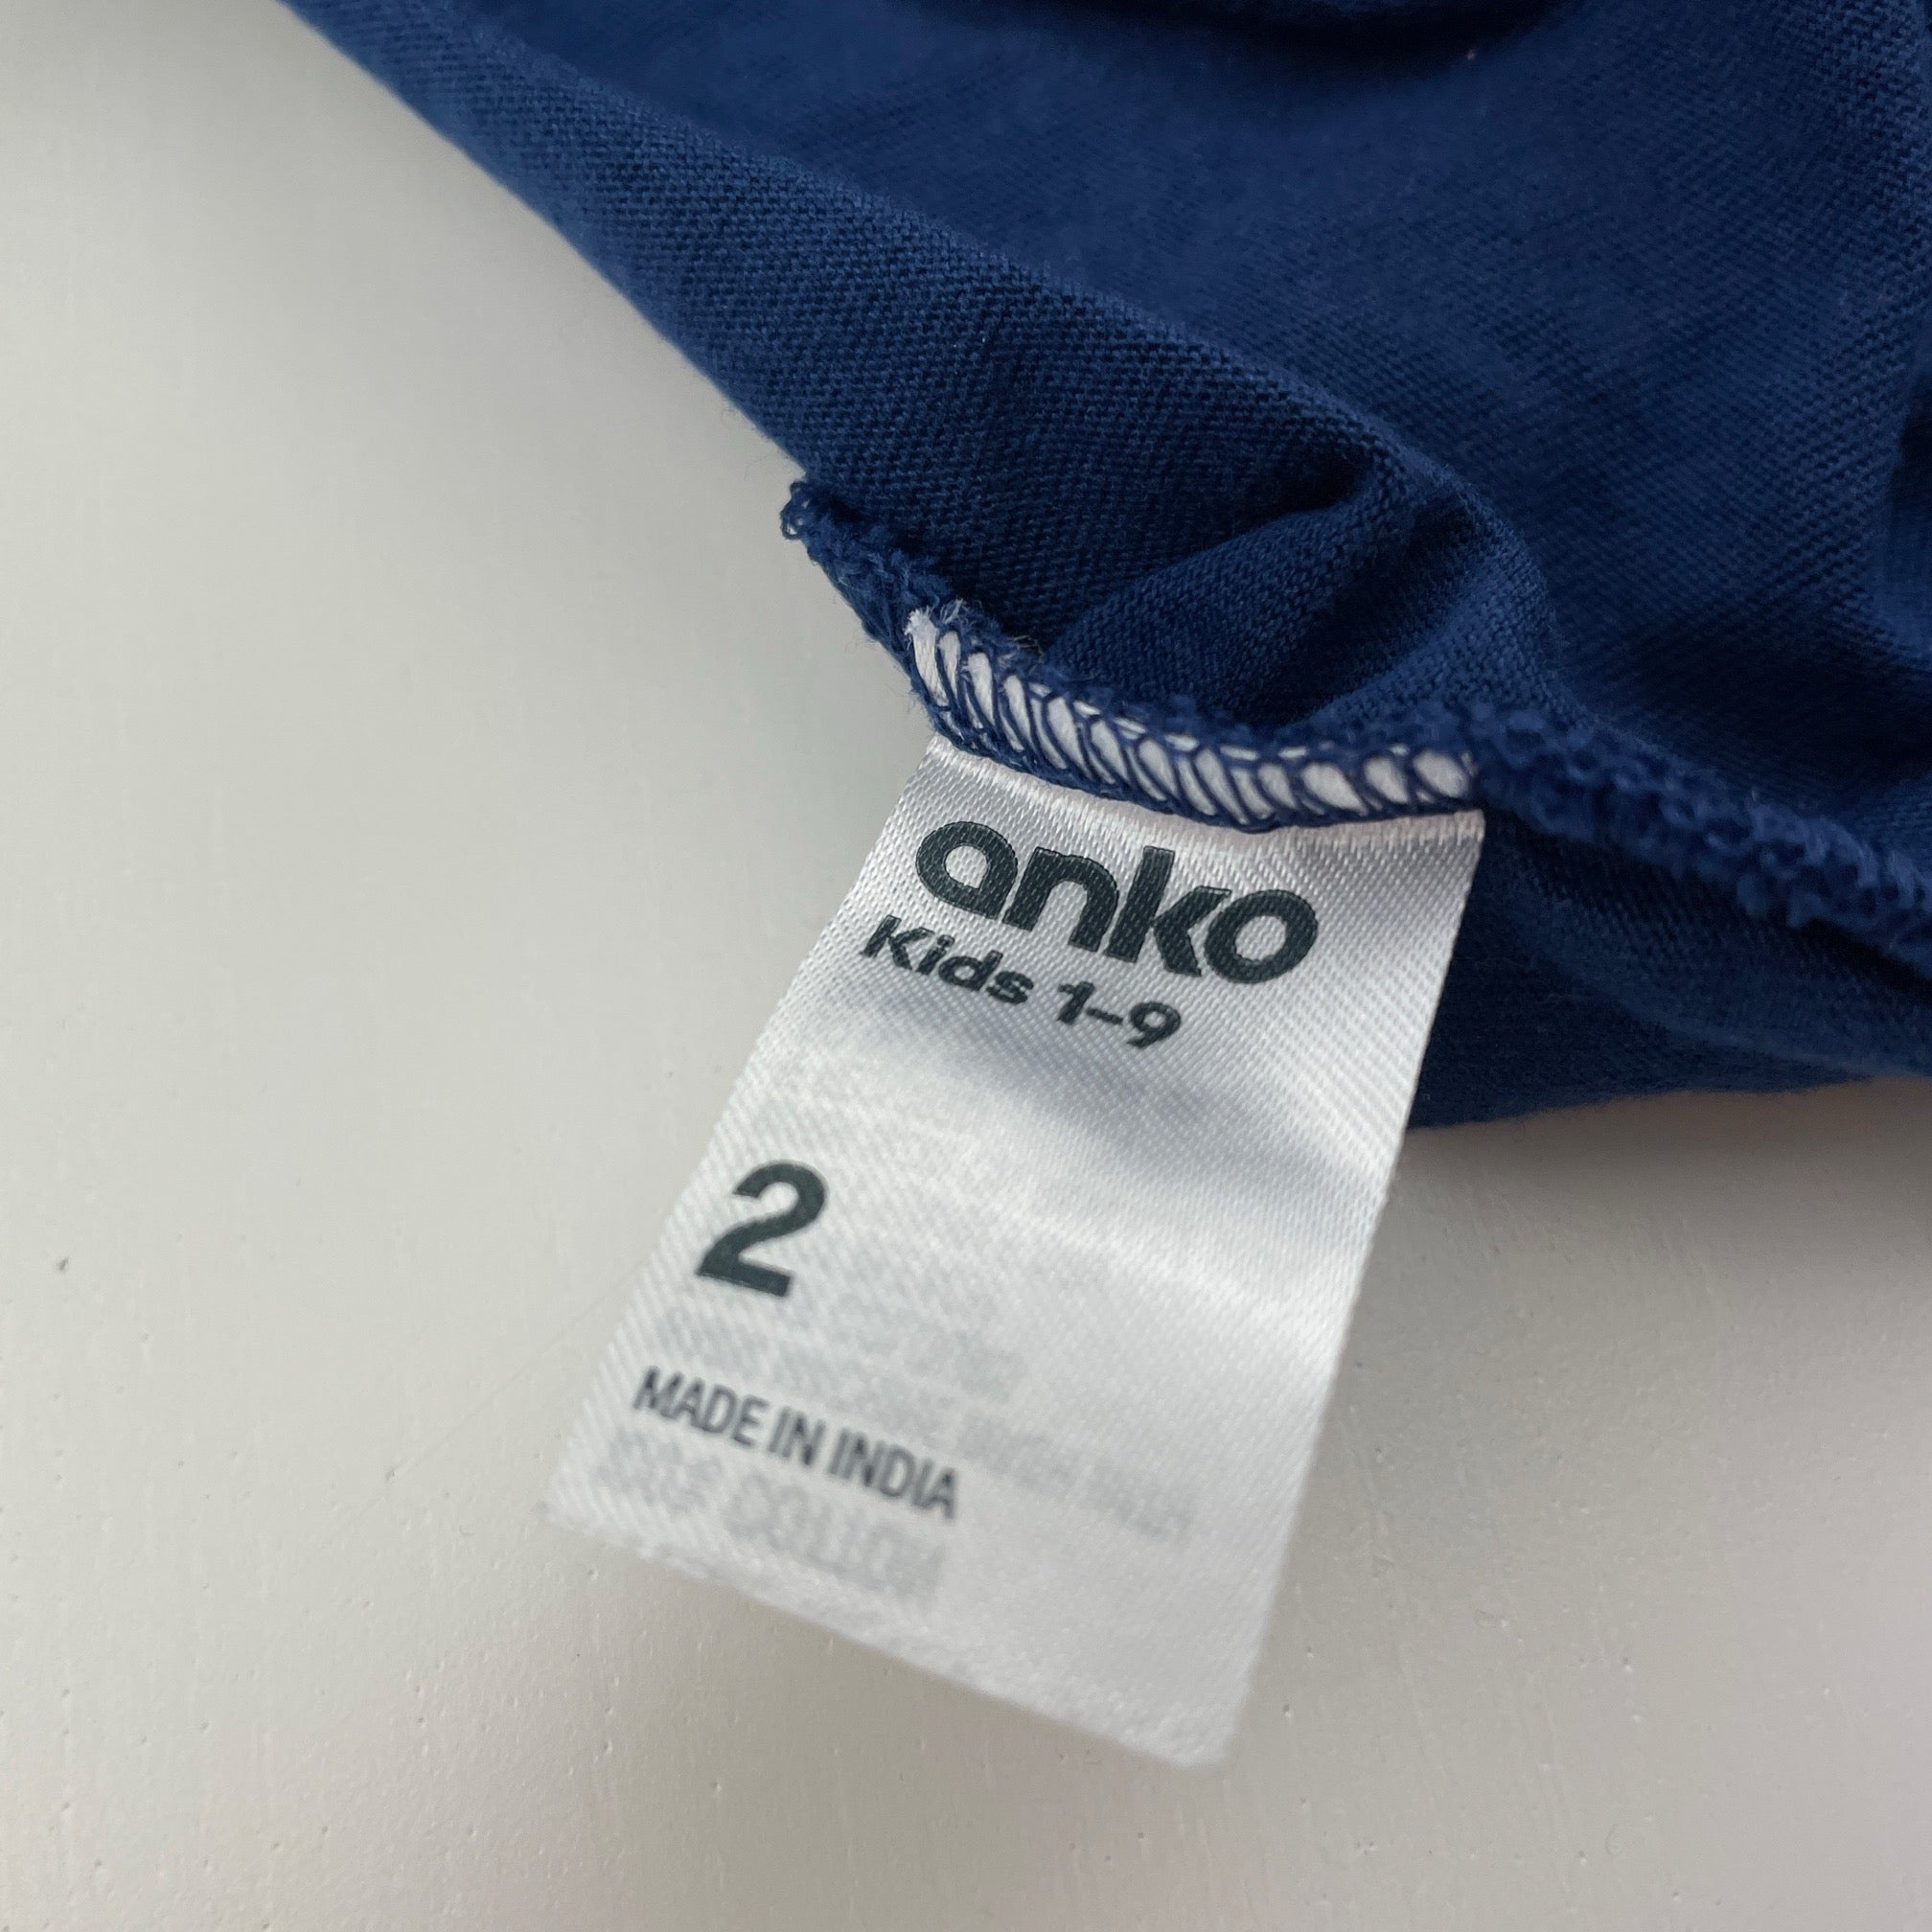 anko
Kids 1-9
2
MADE IN INDIA